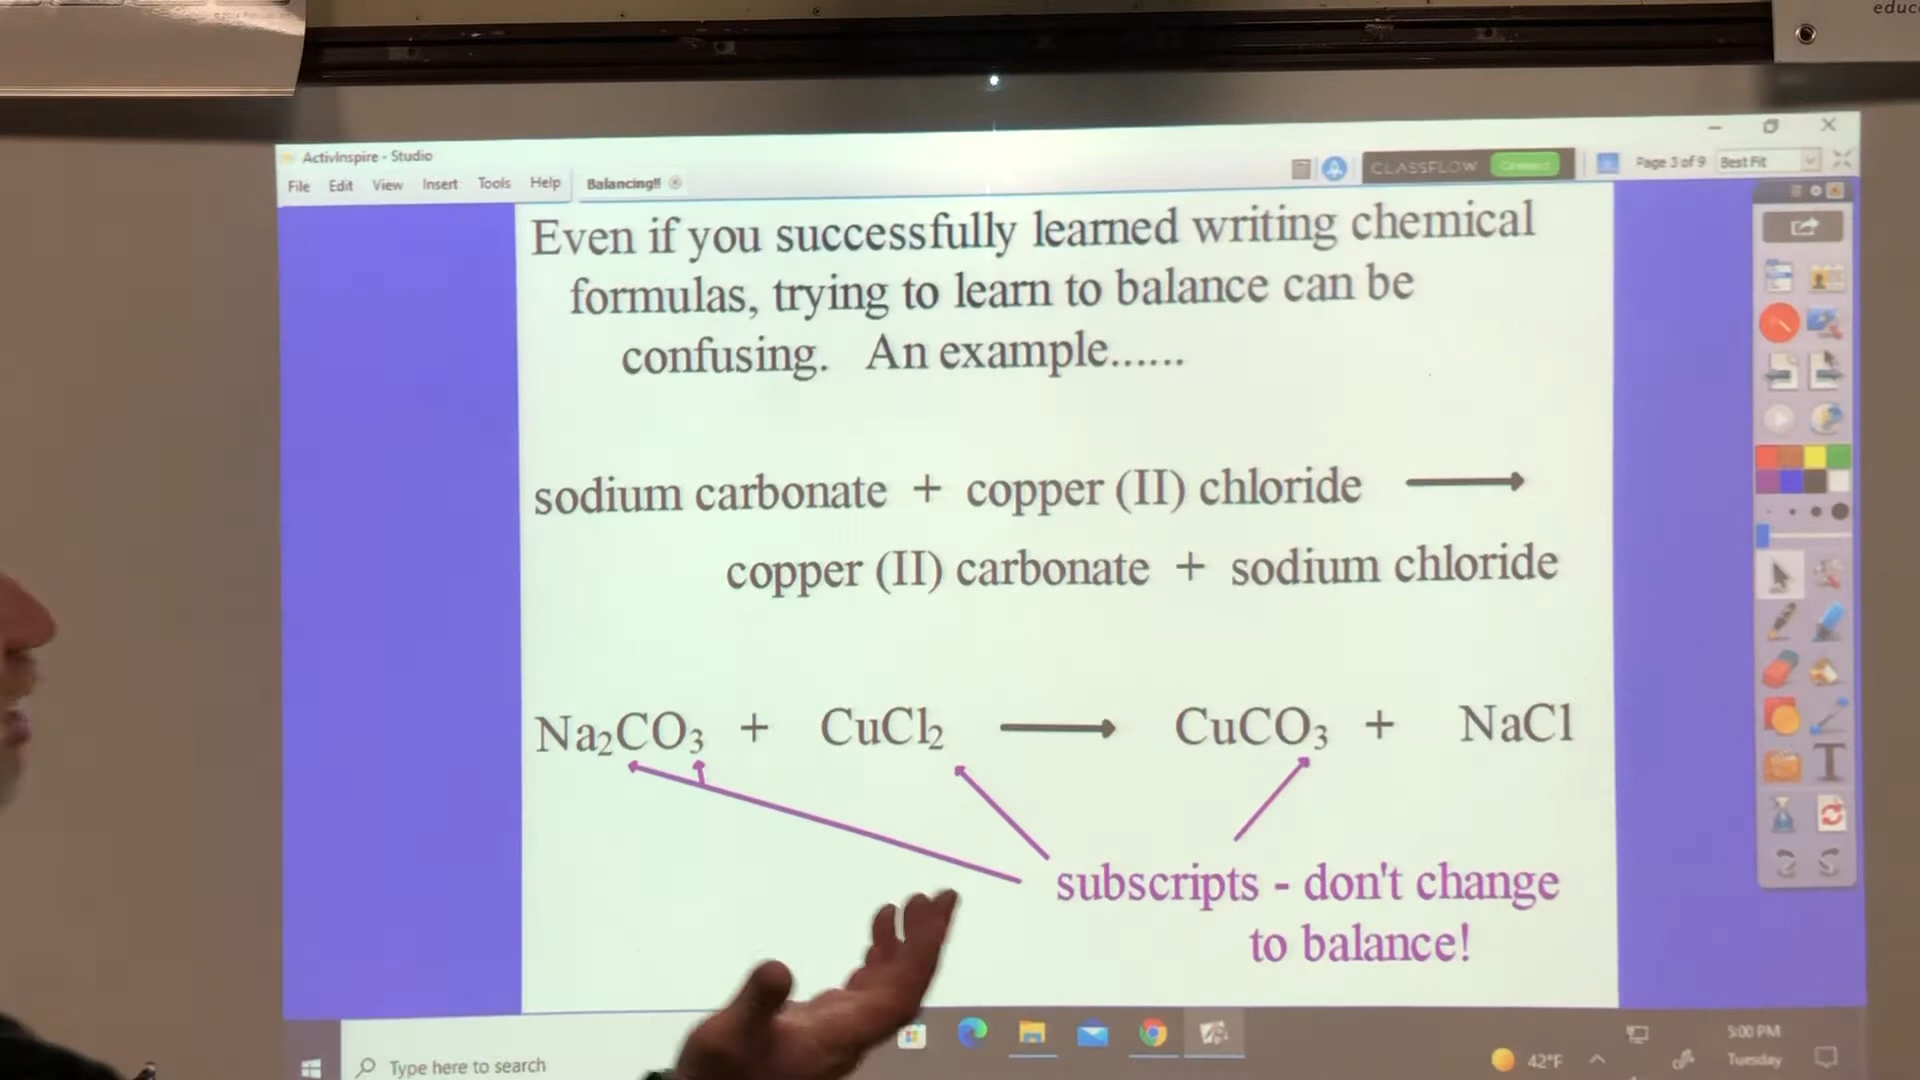 educ
ActivInspire - Studio
File Edit View Insert Tools Help Balancing!! CLASSFLOW Connect Page 3 of 9 Best Fit
Even if you successfully learned writing chemical
formulas, trying to learn to balance can be
confusing. An example......
sodium carbonate + copper (II) chloride ⟶
copper (II) carbonate + sodium chloride
Na₂CO₃ + CuCl₂ ⟶ CuCO₃ + NaCl
subscripts - don't change
to balance!
T
Type here to search
42°F
5:00 PM
Tuesday